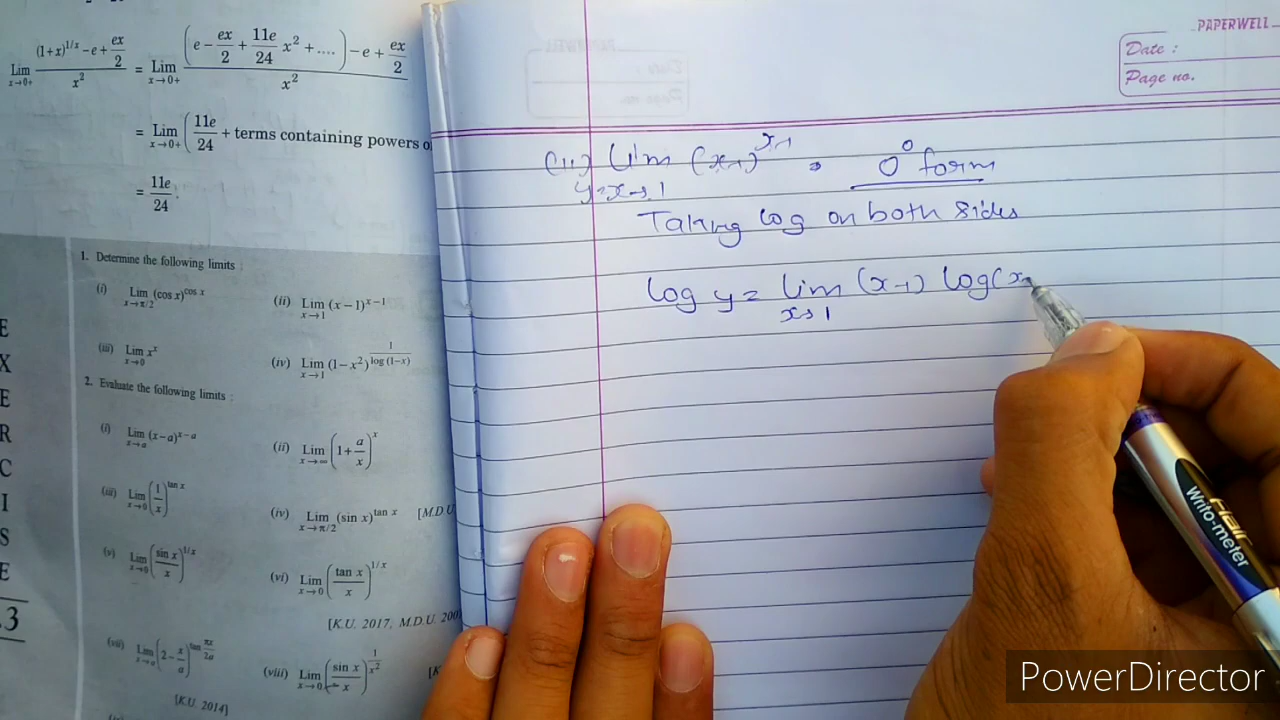 Lim x→0+ ((1+x)^{1/x} − e + ex/2) / x² = Lim x→0+ ((e − ex/2 + 11e/24 x² + ....) − e + ex/2) / x²
= Lim x→0+ (11e/24 + terms containing powers o
= 11e/24.
1. Determine the following limits :
(i) Lim x→π/2 (cos x)^{cos x}
(ii) Lim x→1 (x−1)^{x−1}
(iii) Lim x→0 x^x
(iv) Lim x→1 (1−x²)^{1/log (1−x)}
2. Evaluate the following limits :
(i) Lim x→a (x−a)^{x−a}
(ii) Lim x→∞ (1 + a/x)^x
(iii) Lim x→0 (1/x)^{tan x}
(iv) Lim x→π/2 (sin x)^{tan x} [M.D.U
(v) Lim x→0 (sin x / x)^{1/x}
(vi) Lim x→0 (tan x / x)^{1/x}
[K.U. 2017, M.D.U. 200
(vii) Lim x→a (2 − x/a)^{tan πx/2a}
(viii) Lim x→0 (sin x / x)^{1/x²} [K
[K.U. 2014]
E
X
E
R
C
I
S
E
.3
PAPERWELL
Date :
Page no.
(ii) lim y=x→1 (x-1)^{x-1} = 0^0 form
Taking log on both sides
log y = lim x→1 (x-1) log(x-
FLAIR
Writo-meter
PowerDirector